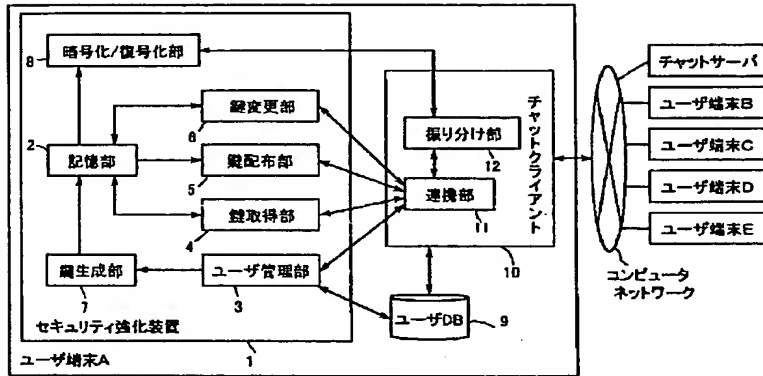 暗号化/復号化部
8
鍵変更部
6
記憶部
2
鍵配布部
5
鍵取得部
4
鍵生成部
7
ユーザ管理部
3
セキュリティ強化装置
1
ユーザ端末A
振り分け部
12
連携部
11
チャットクライアント
10
ユーザDB
9
チャットサーバ
ユーザ端末B
ユーザ端末C
ユーザ端末D
ユーザ端末E
コンピュータ
ネットワーク